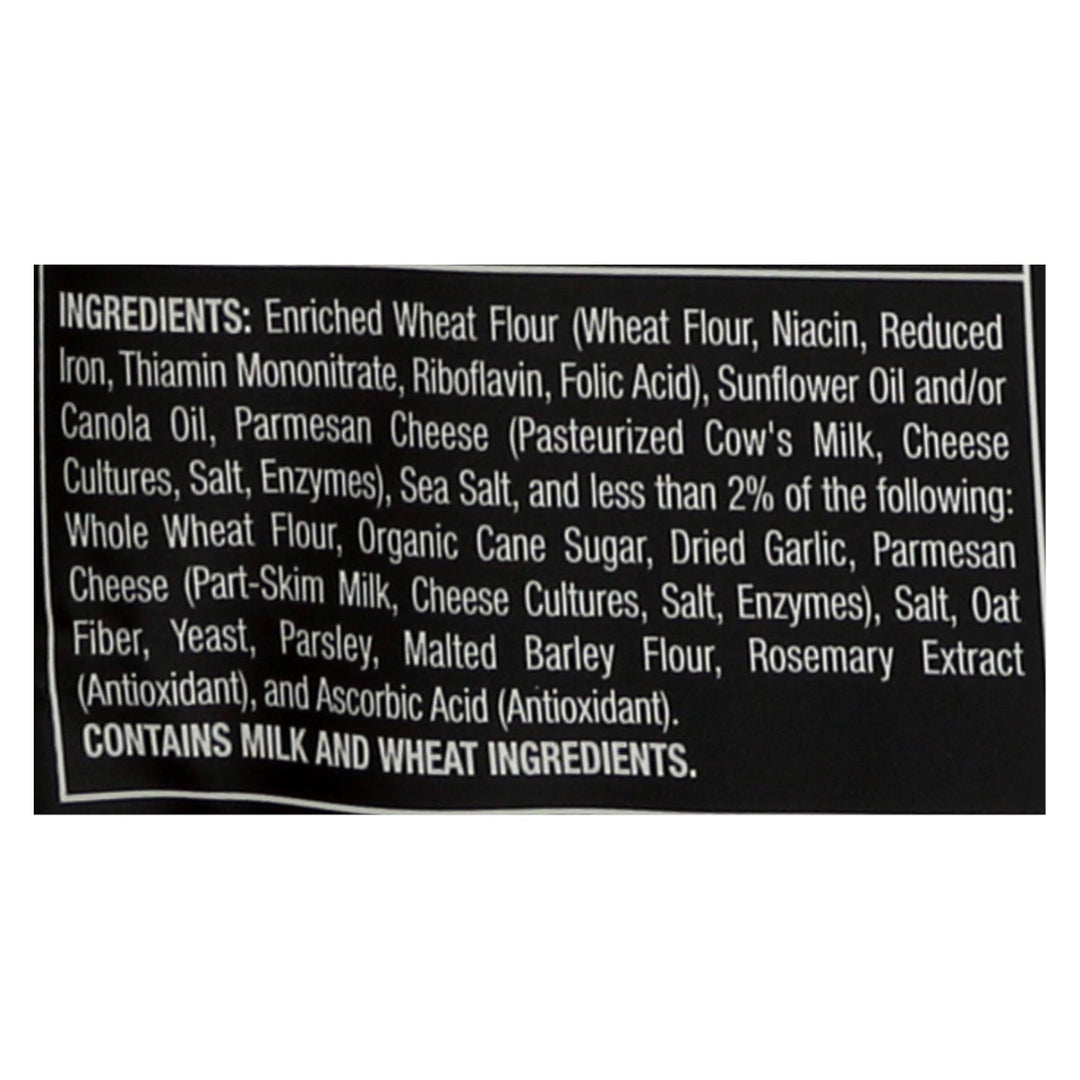 INGREDIENTS: Enriched Wheat Flour (Wheat Flour, Niacin, Reduced
Iron, Thiamin Mononitrate, Riboflavin, Folic Acid), Sunflower Oil and/or
Canola Oil, Parmesan Cheese (Pasteurized Cow's Milk, Cheese
Cultures, Salt, Enzymes), Sea Salt, and less than 2% of the following:
Whole Wheat Flour, Organic Cane Sugar, Dried Garlic, Parmesan
Cheese (Part-Skim Milk, Cheese Cultures, Salt, Enzymes), Salt, Oat
Fiber, Yeast, Parsley, Malted Barley Flour, Rosemary Extract
(Antioxidant), and Ascorbic Acid (Antioxidant).
CONTAINS MILK AND WHEAT INGREDIENTS.